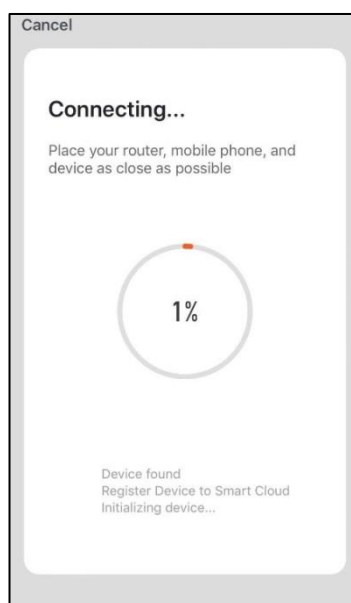 Cancel
Connecting...
Place your router, mobile phone, and
device as close as possible
1%
Device found
Register Device to Smart Cloud
Initializing device...